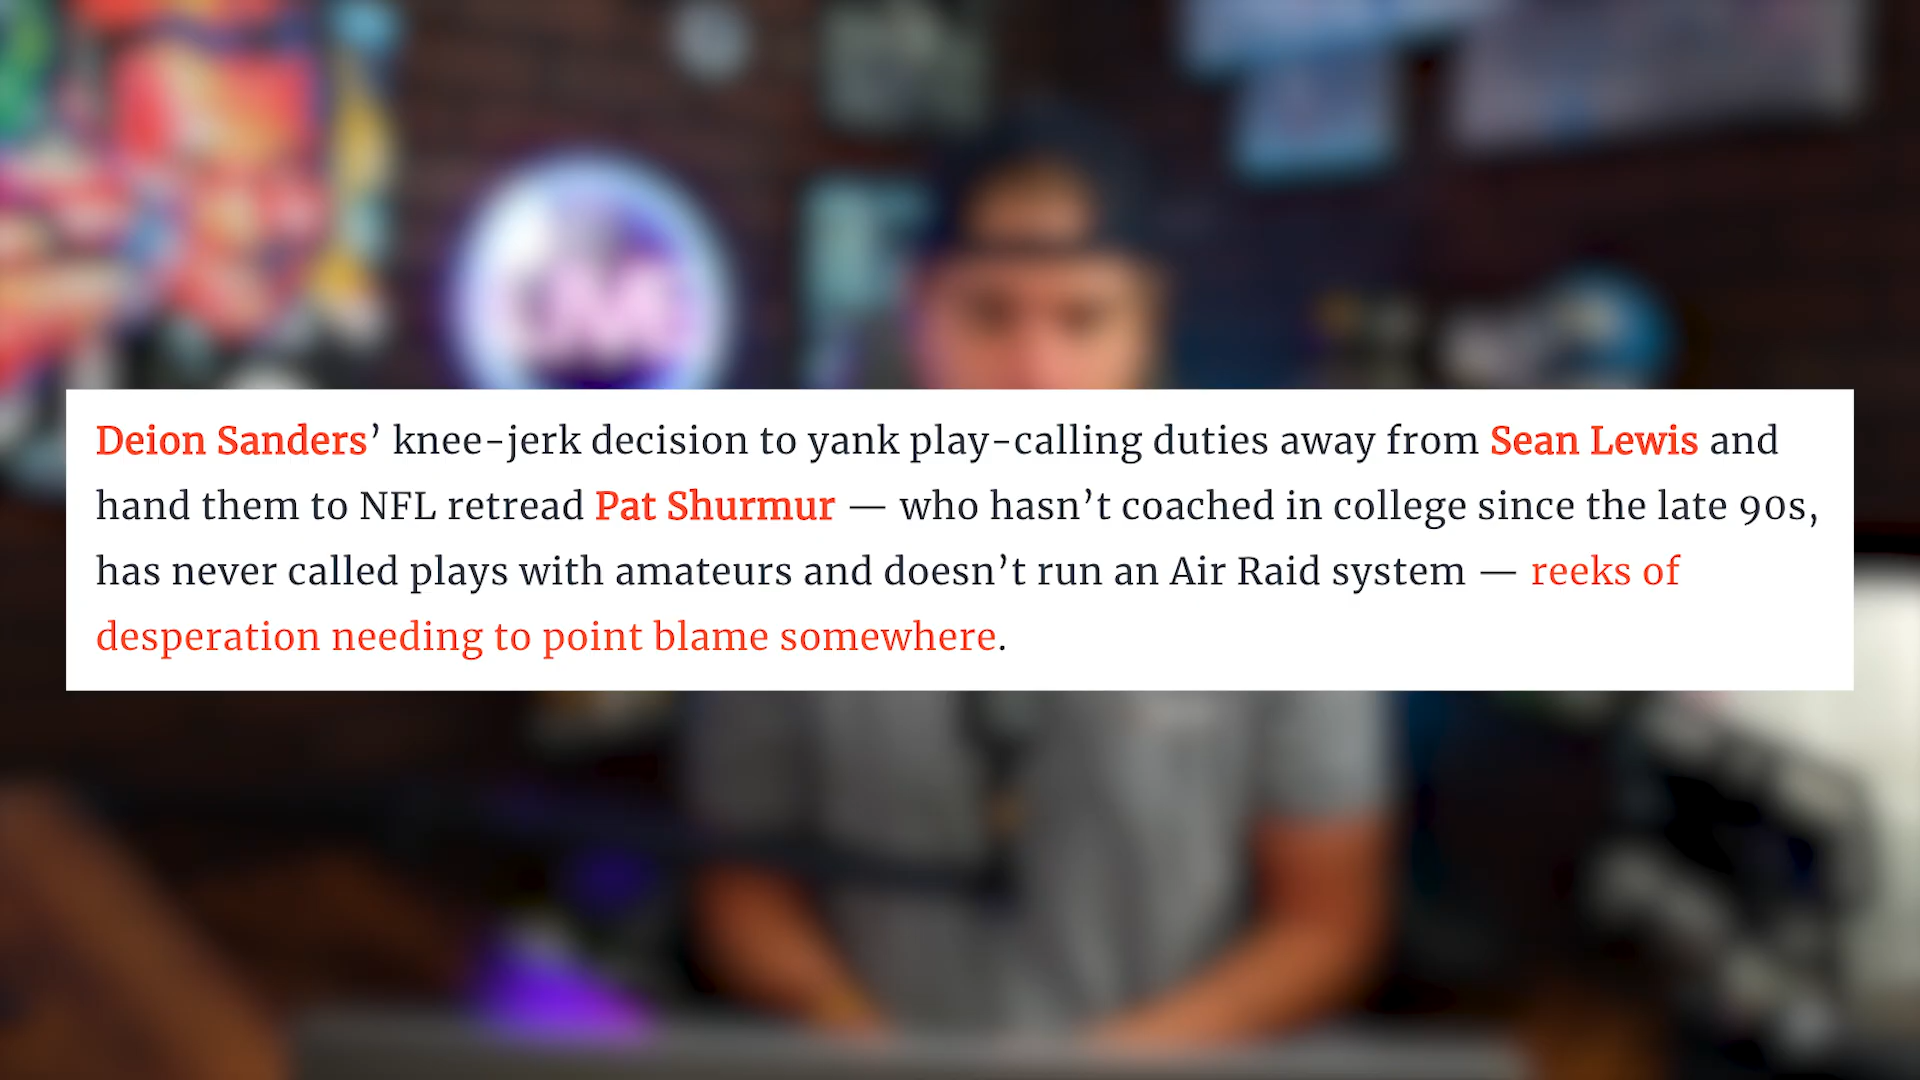 Deion Sanders’ knee-jerk decision to yank play-calling duties away from Sean Lewis and
hand them to NFL retread Pat Shurmur — who hasn’t coached in college since the late 90s,
has never called plays with amateurs and doesn’t run an Air Raid system — reeks of
desperation needing to point blame somewhere.